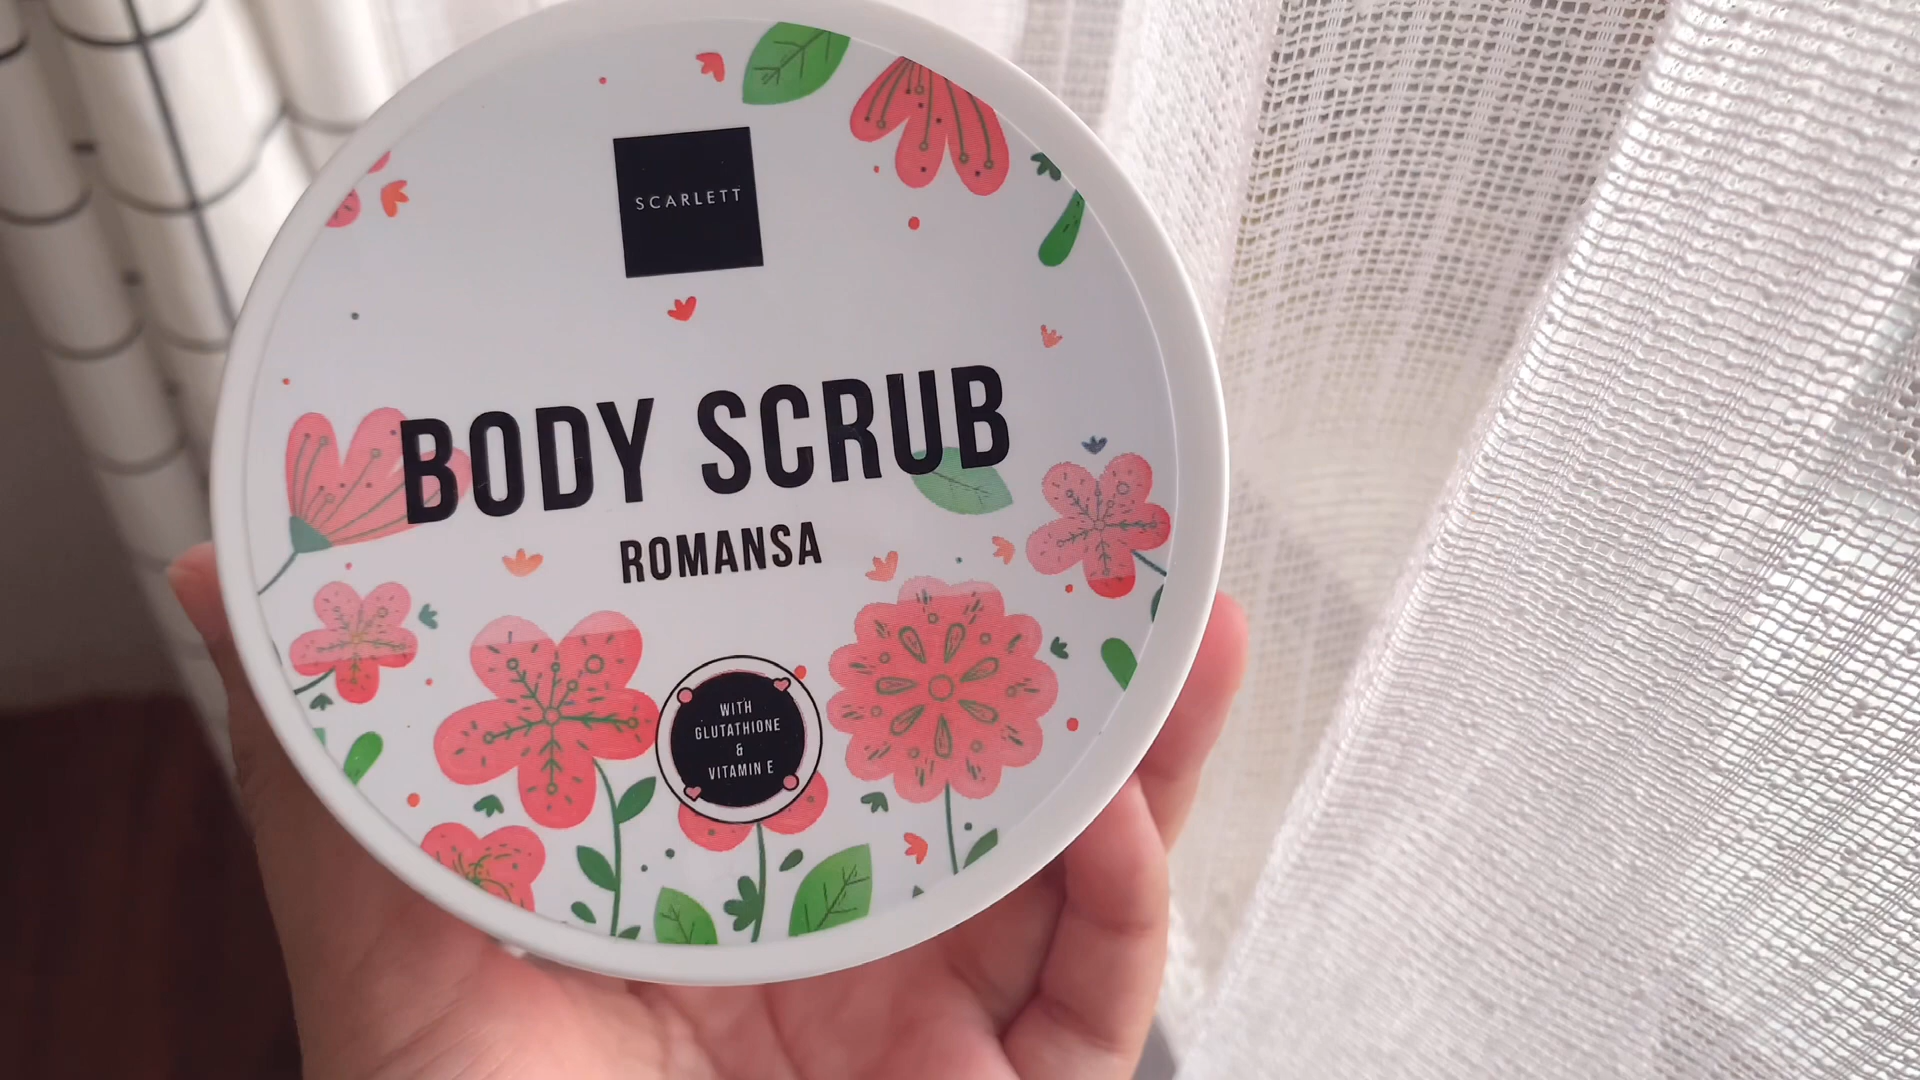 SCARLETT
BODY SCRUB
ROMANSA
WITH
GLUTATHIONE
&
VITAMIN E